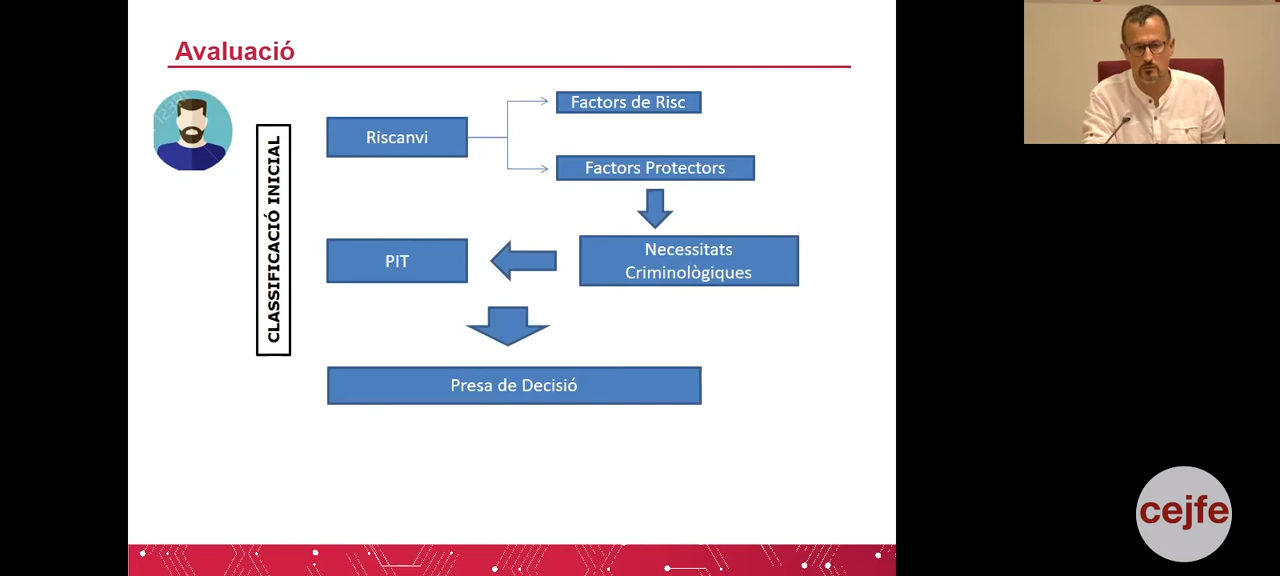 Avaluació
CLASSIFICACIÓ INICIAL
Riscanvi
Factors de Risc
Factors Protectors
Necessitats
Criminològiques
PIT
Presa de Decisió
cejfe